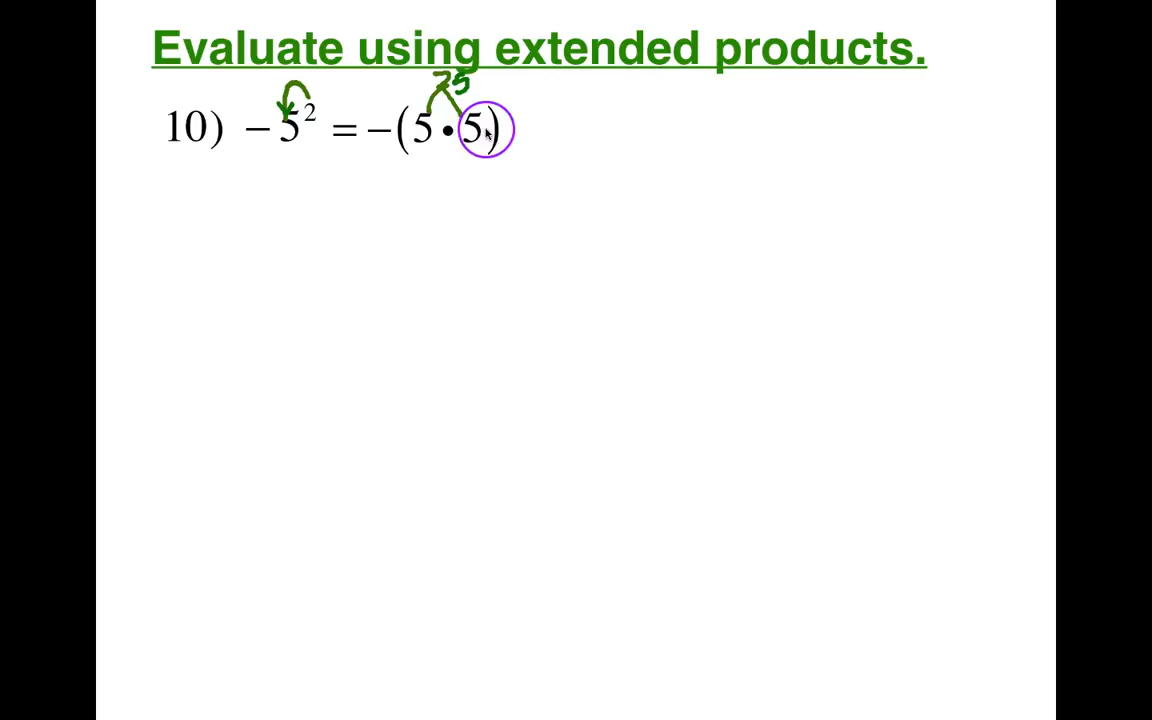 Evaluate using extended products.
25
10) −5² = −(5•5)